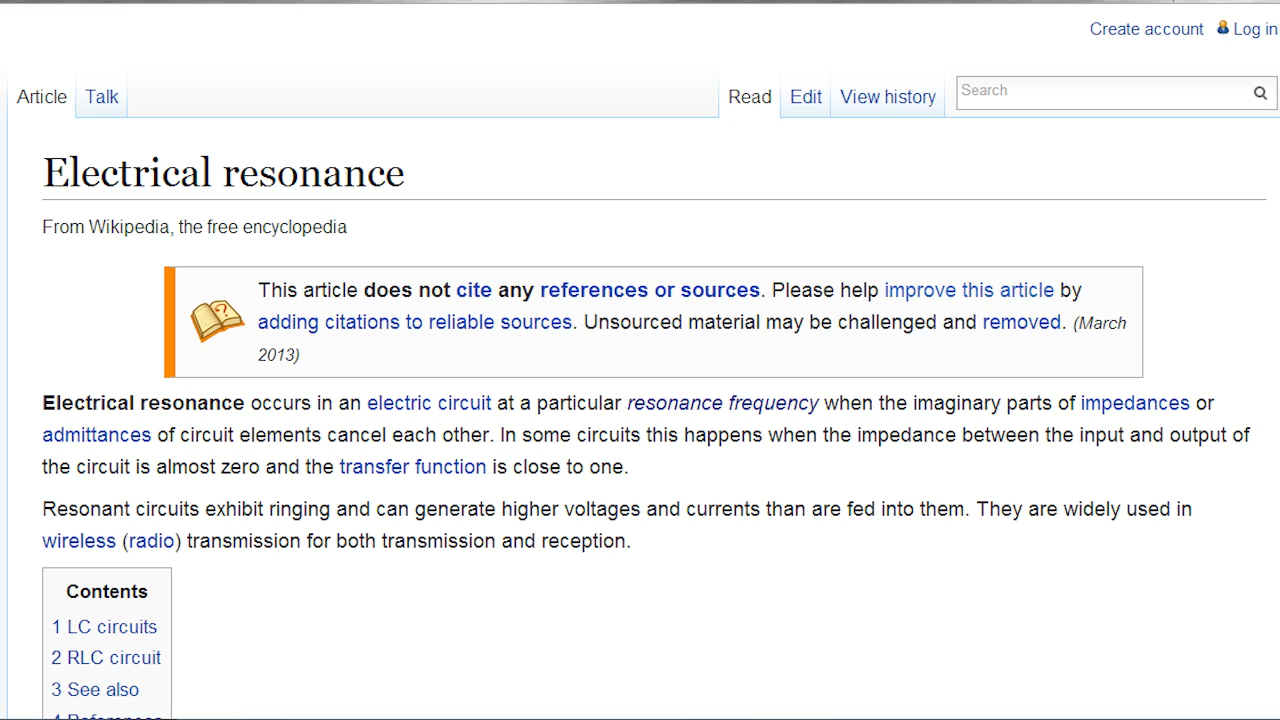 Create account Log in
Article Talk Read Edit View history Search
Electrical resonance
From Wikipedia, the free encyclopedia
This article does not cite any references or sources. Please help improve this article by
adding citations to reliable sources. Unsourced material may be challenged and removed. (March
2013)
Electrical resonance occurs in an electric circuit at a particular resonance frequency when the imaginary parts of impedances or
admittances of circuit elements cancel each other. In some circuits this happens when the impedance between the input and output of
the circuit is almost zero and the transfer function is close to one.
Resonant circuits exhibit ringing and can generate higher voltages and currents than are fed into them. They are widely used in
wireless (radio) transmission for both transmission and reception.
Contents
1 LC circuits
2 RLC circuit
3 See also
4 References